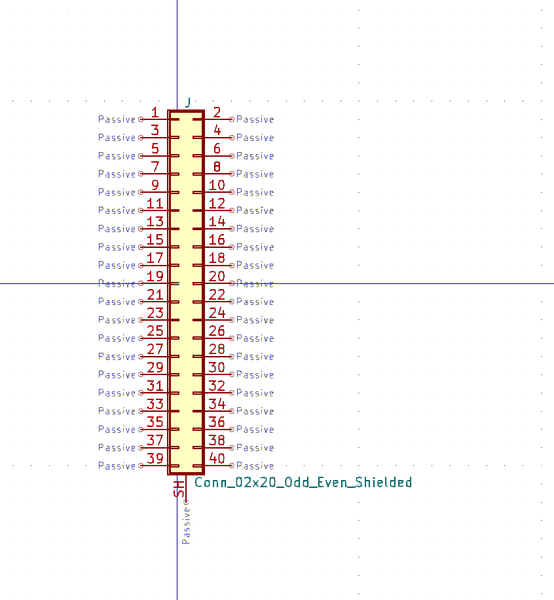 J
Passive 1 2 Passive
Passive 3 4 Passive
Passive 5 6 Passive
Passive 7 8 Passive
Passive 9 10 Passive
Passive 11 12 Passive
Passive 13 14 Passive
Passive 15 16 Passive
Passive 17 18 Passive
Passive 19 20 Passive
Passive 21 22 Passive
Passive 23 24 Passive
Passive 25 26 Passive
Passive 27 28 Passive
Passive 29 30 Passive
Passive 31 32 Passive
Passive 33 34 Passive
Passive 35 36 Passive
Passive 37 38 Passive
Passive 39 40 Passive
Conn_02x20_Odd_Even_Shielded
SH
Passive